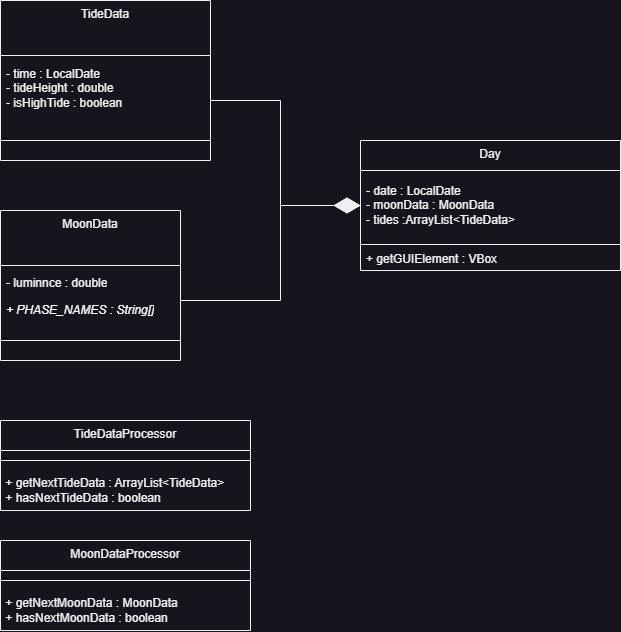 TideData
- time : LocalDate
- tideHeight : double
- isHighTide : boolean
Day
- date : LocalDate
- moonData : MoonData
- tides :ArrayList<TideData>
+ getGUIElement : VBox
MoonData
- luminnce : double
+ PHASE_NAMES : String[]
TideDataProcessor
+ getNextTideData : ArrayList<TideData>
+ hasNextTideData : boolean
MoonDataProcessor
+ getNextMoonData : MoonData
+ hasNextMoonData : boolean